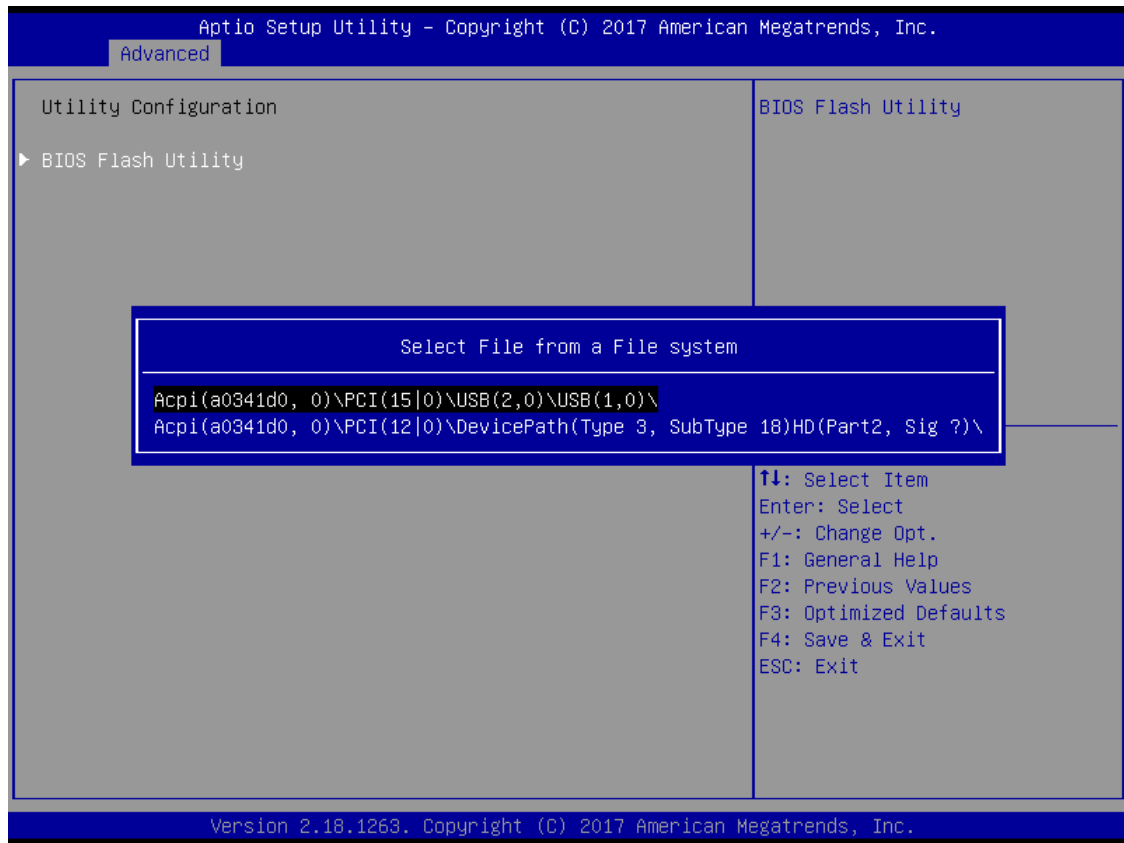 Aptio Setup Utility – Copyright (C) 2017 American Megatrends, Inc.
Advanced
Utility Configuration
BIOS Flash Utility
BIOS Flash Utility
Select File from a File system
Acpi(a0341d0, 0)\PCI(15|0)\USB(2,0)\USB(1,0)\
Acpi(a0341d0, 0)\PCI(12|0)\DevicePath(Type 3, SubType 18)HD(Part2, Sig ?)\
↑↓: Select Item
Enter: Select
+/-: Change Opt.
F1: General Help
F2: Previous Values
F3: Optimized Defaults
F4: Save & Exit
ESC: Exit
Version 2.18.1263. Copyright (C) 2017 American Megatrends, Inc.